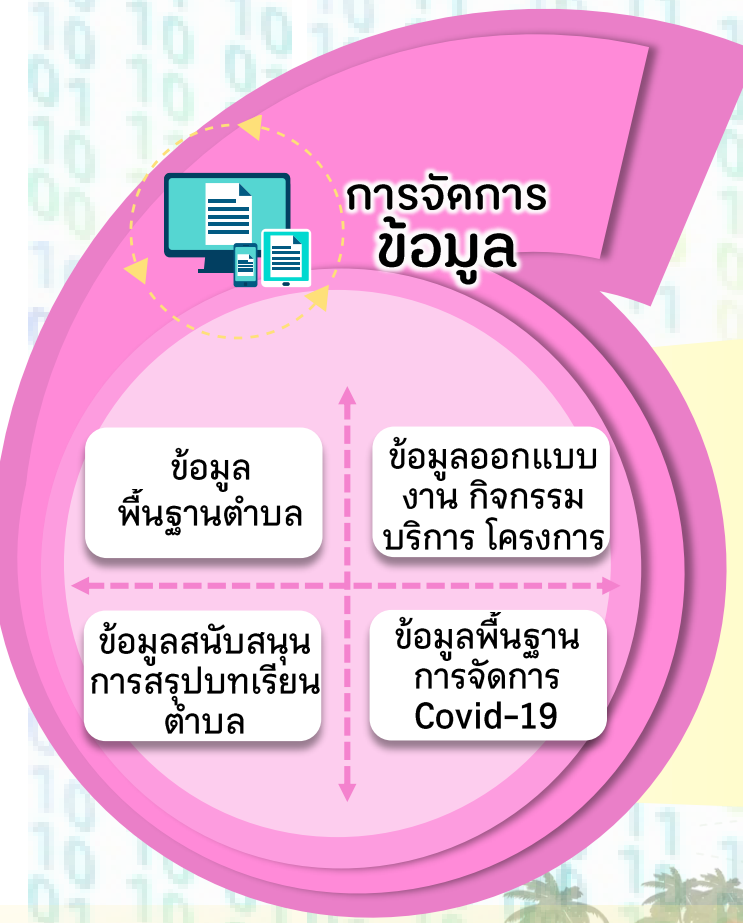 การจัดการ
ข้อมูล
ข้อมูล
พื้นฐานตำบล
ข้อมูลออกแบบ
งาน กิจกรรม
บริการ โครงการ
ข้อมูลสนับสนุน
การสรุปบทเรียน
ตำบล
ข้อมูลพื้นฐาน
การจัดการ
Covid-19